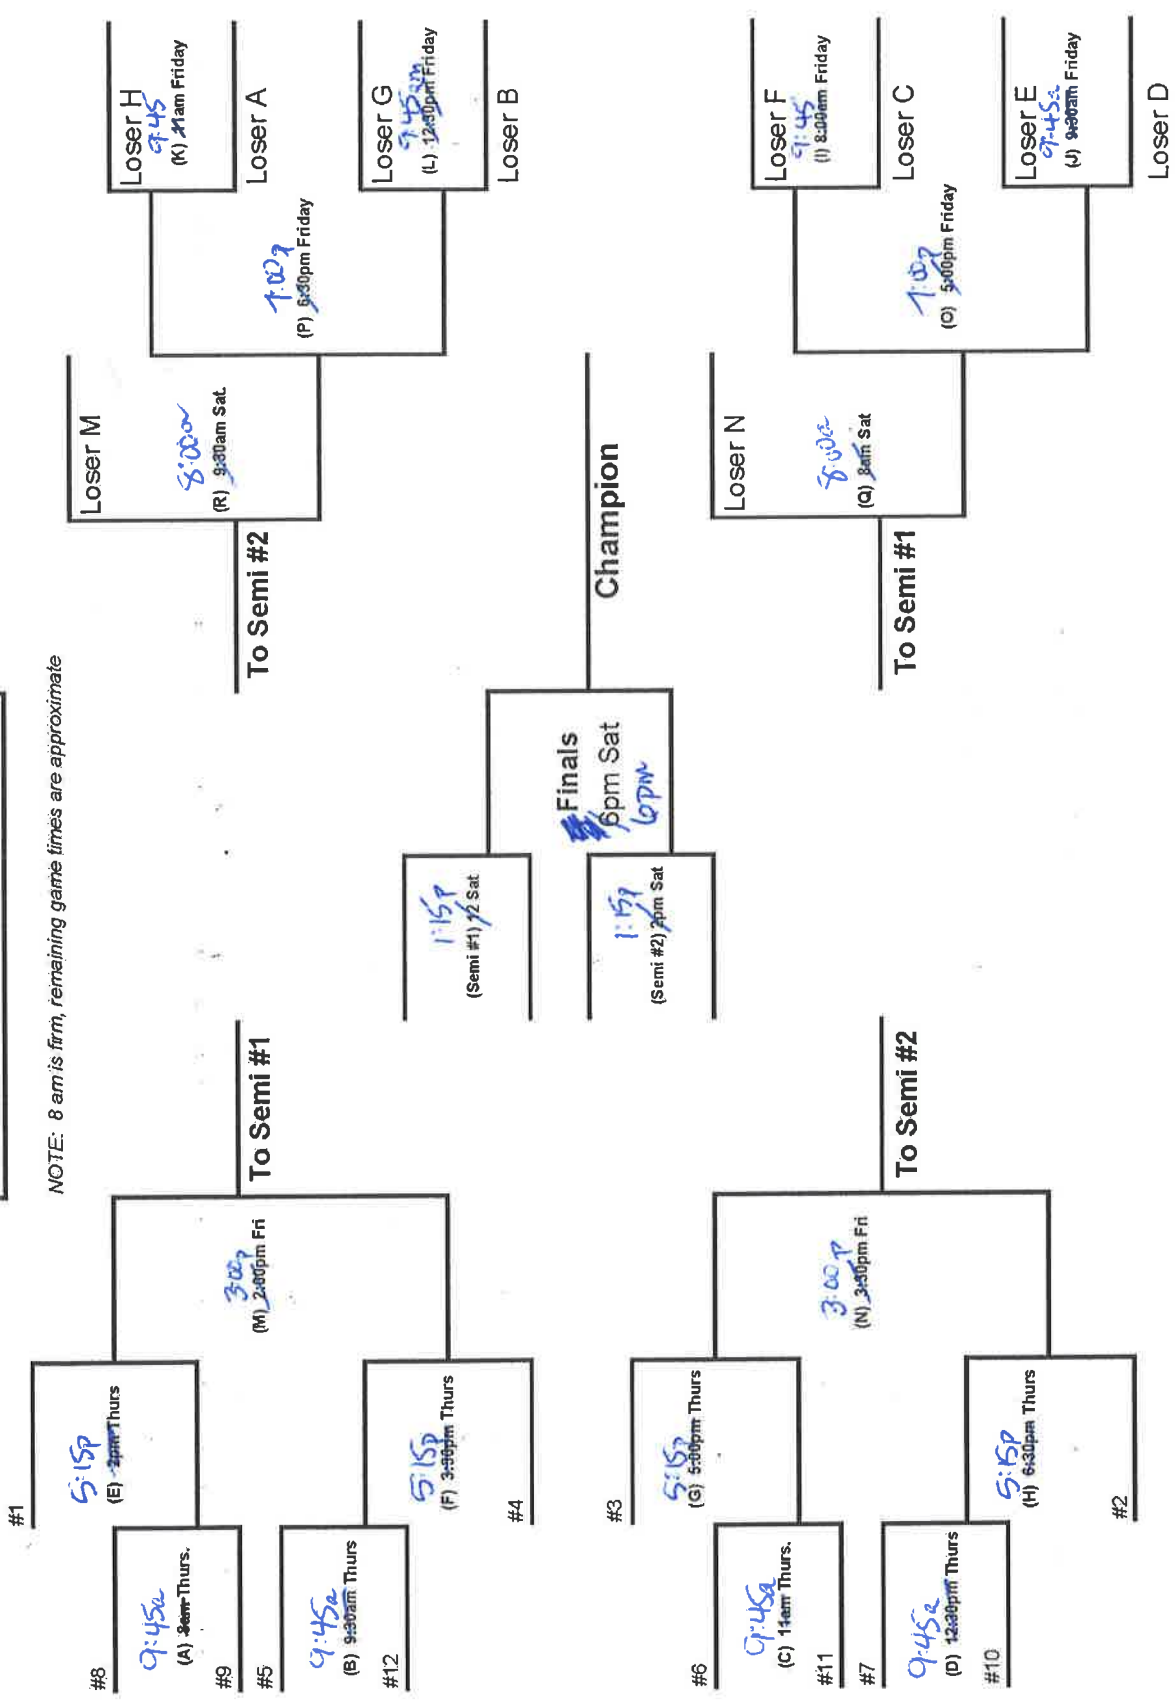 NOTE: 8 am is firm, remaining game times are approximate
#1
5:15p
(E) 2pm Thurs
#8
9:45a
(A) 8am Thurs.
#9
#5
9:45a
(B) 9:30am Thurs
#12
5:15p
(F) 3:30pm Thurs
#4
3:00p
(M) 2:00pm Fri
To Semi #1
#3
5:15p
(G) 5:00pm Thurs
#6
9:45a
(C) 11am Thurs.
#11
#7
9:45a
(D) 12:30pm Thurs
#10
5:15p
(H) 6:30pm Thurs
#2
3:00p
(N) 3:30pm Fri
To Semi #2
1:15p
(Semi #1) 12 Sat
1:15p
(Semi #2) 2pm Sat
Finals
6pm Sat
6pm
Champion
To Semi #2
Loser M
8:00a
(R) 9:30am Sat.
1:00p
(P) 6:30pm Friday
Loser H
9:45
(K) 11am Friday
Loser A
Loser G
9:45am
(L) 12:30pm Friday
Loser B
To Semi #1
Loser N
8:00a
(Q) 8am Sat
1:00p
(O) 5:00pm Friday
Loser F
9:45
(I) 8:00am Friday
Loser C
Loser E
9:45a
(J) 9:30am Friday
Loser D